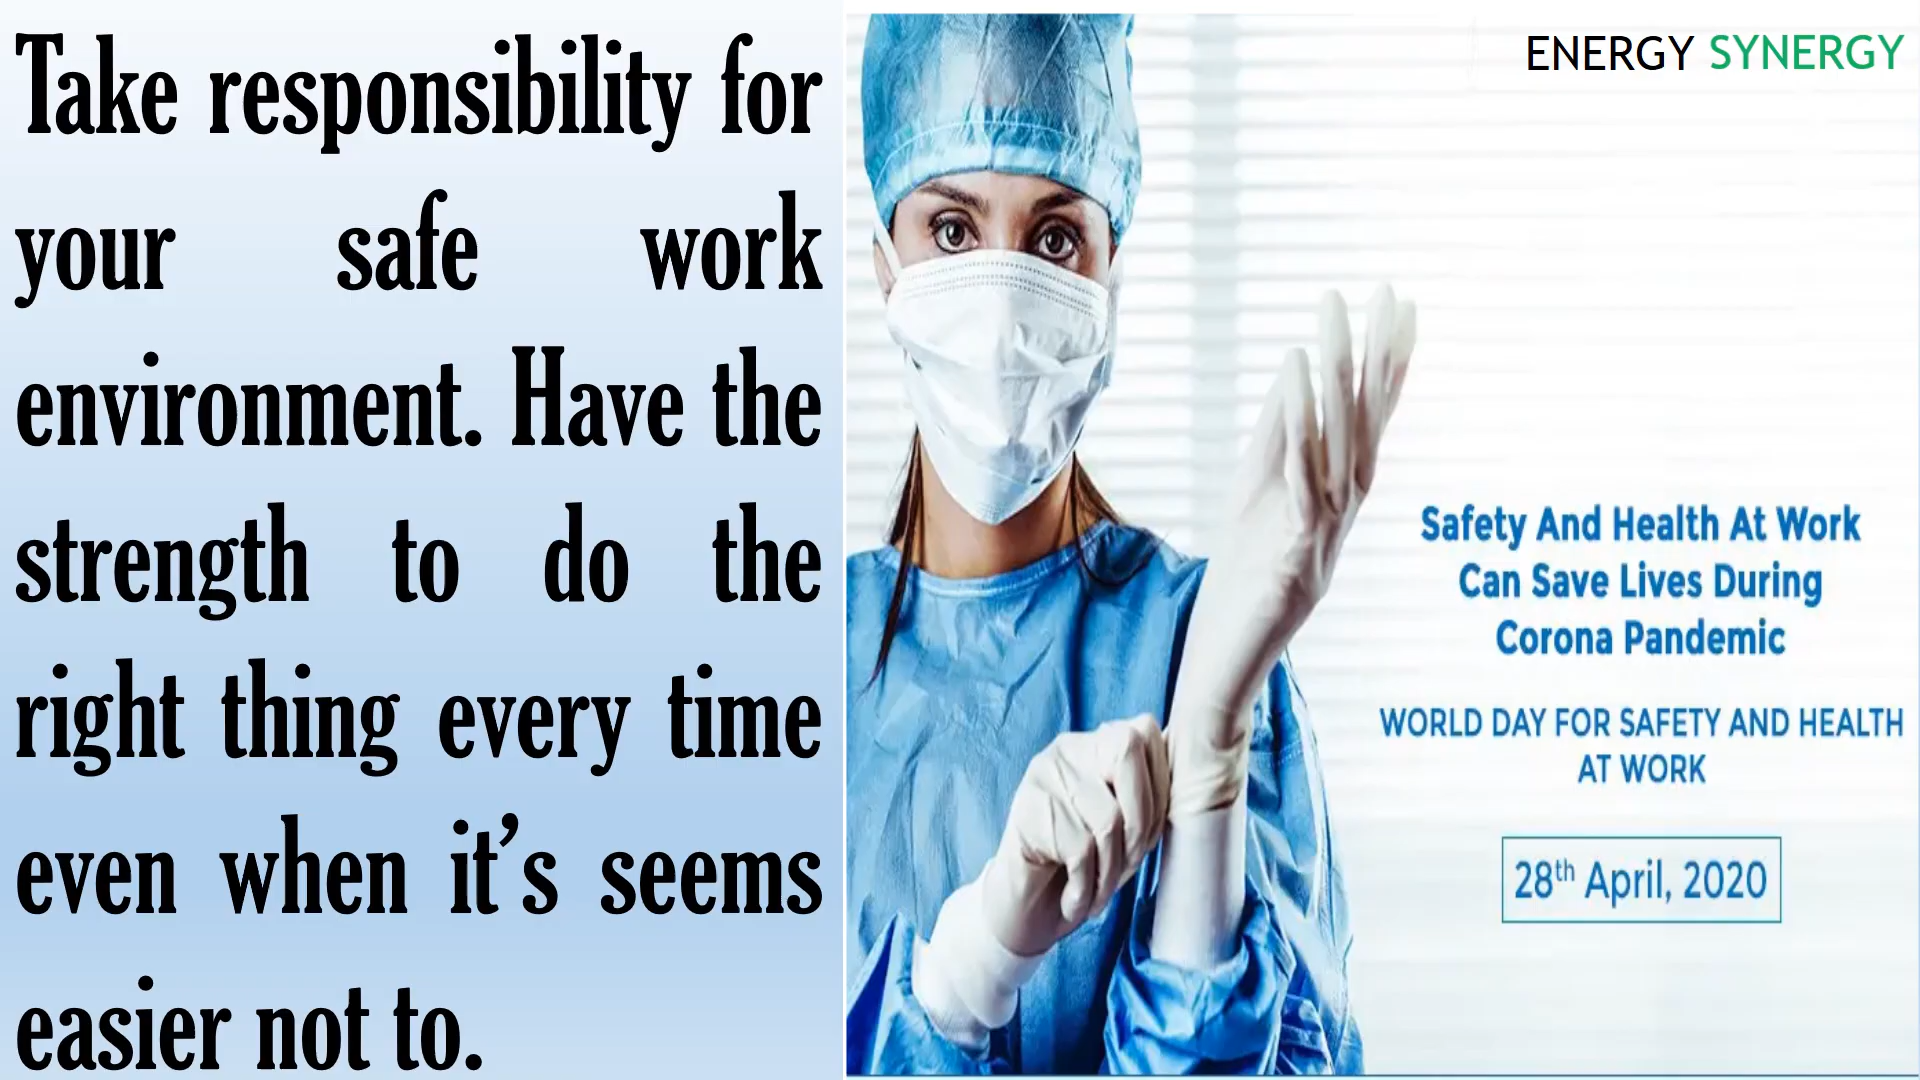 Take responsibility for
your safe work
environment. Have the
strength to do the
right thing every time
even when it’s seems
easier not to.
ENERGY SYNERGY
Safety And Health At Work
Can Save Lives During
Corona Pandemic
WORLD DAY FOR SAFETY AND HEALTH
AT WORK
28th April, 2020